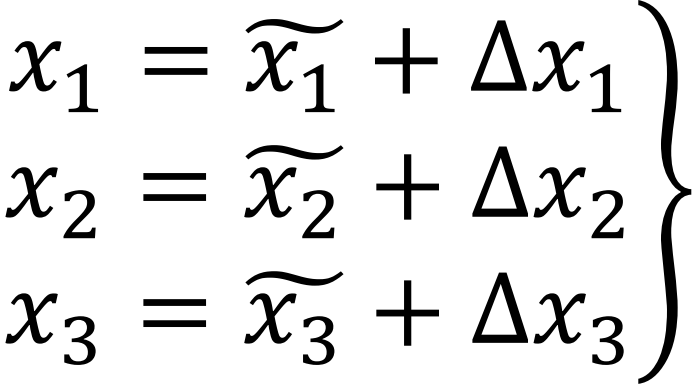 x₁ = x̃₁ + Δx₁
x₂ = x̃₂ + Δx₂
x₃ = x̃₃ + Δx₃ }